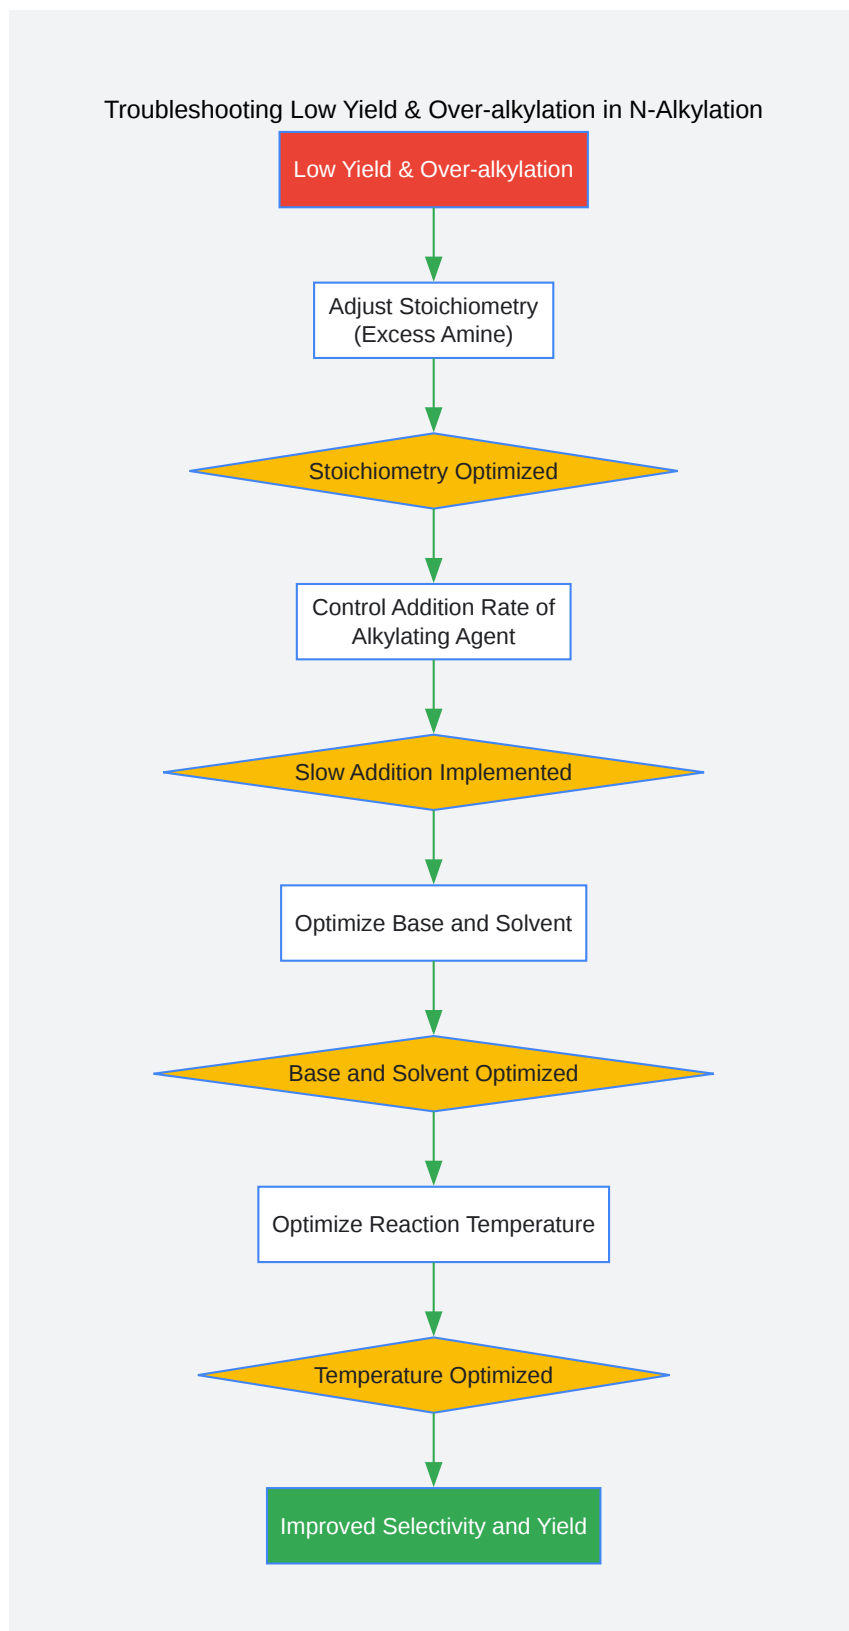 Troubleshooting Low Yield & Over-alkylation in N-Alkylation
Low Yield & Over-alkylation
Adjust Stoichiometry
(Excess Amine)
Stoichiometry Optimized
Control Addition Rate of
Alkylating Agent
Slow Addition Implemented
Optimize Base and Solvent
Base and Solvent Optimized
Optimize Reaction Temperature
Temperature Optimized
Improved Selectivity and Yield